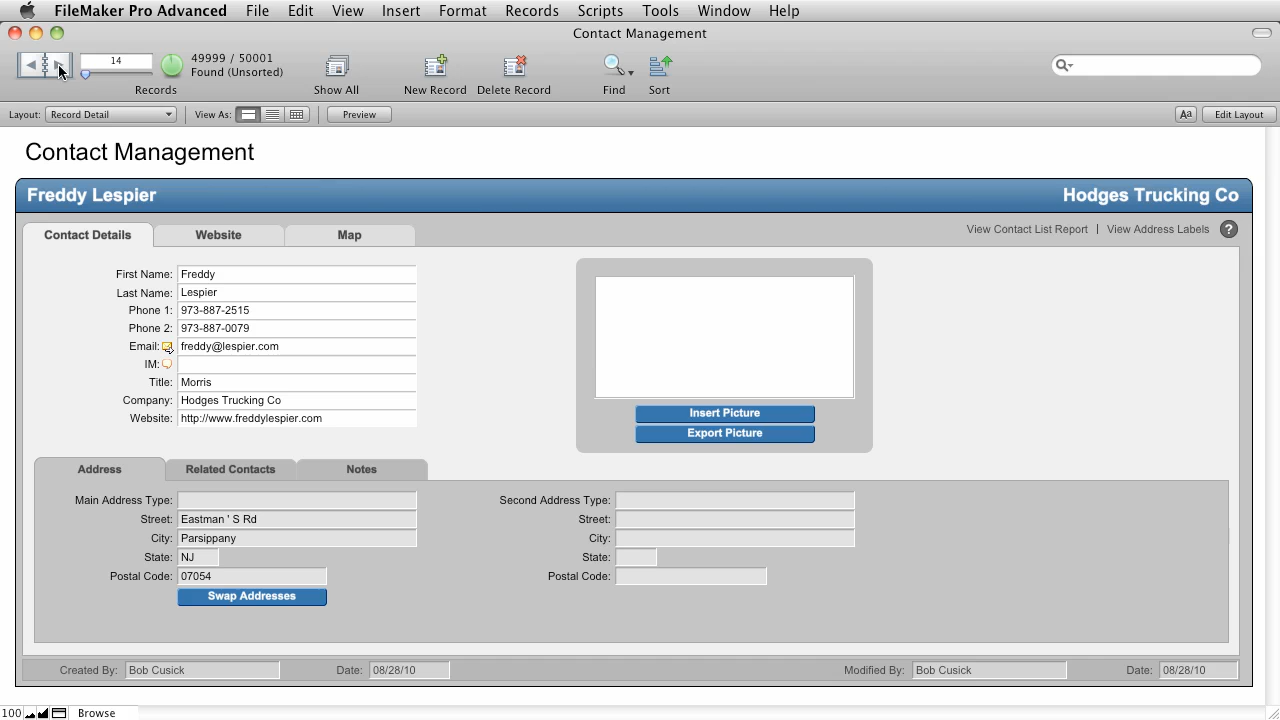 FileMaker Pro Advanced File Edit View Insert Format Records Scripts Tools Window Help
Contact Management
14
49999 / 50001
Found (Unsorted)
Records
Show All
New Record
Delete Record
Find
Sort
Layout: Record Detail
View As:
Preview
Aa
Edit Layout
Contact Management
Freddy Lespier
Hodges Trucking Co
Contact Details
Website
Map
View Contact List Report | View Address Labels ?
First Name: Freddy
Last Name: Lespier
Phone 1: 973-887-2515
Phone 2: 973-887-0079
Email: freddy@lespier.com
IM:
Title: Morris
Company: Hodges Trucking Co
Website: http://www.freddylespier.com
Insert Picture
Export Picture
Address
Related Contacts
Notes
Main Address Type:
Street: Eastman ' S Rd
City: Parsippany
State: NJ
Postal Code: 07054
Swap Addresses
Second Address Type:
Street:
City:
State:
Postal Code:
Created By: Bob Cusick
Date: 08/28/10
Modified By: Bob Cusick
Date: 08/28/10
100
Browse